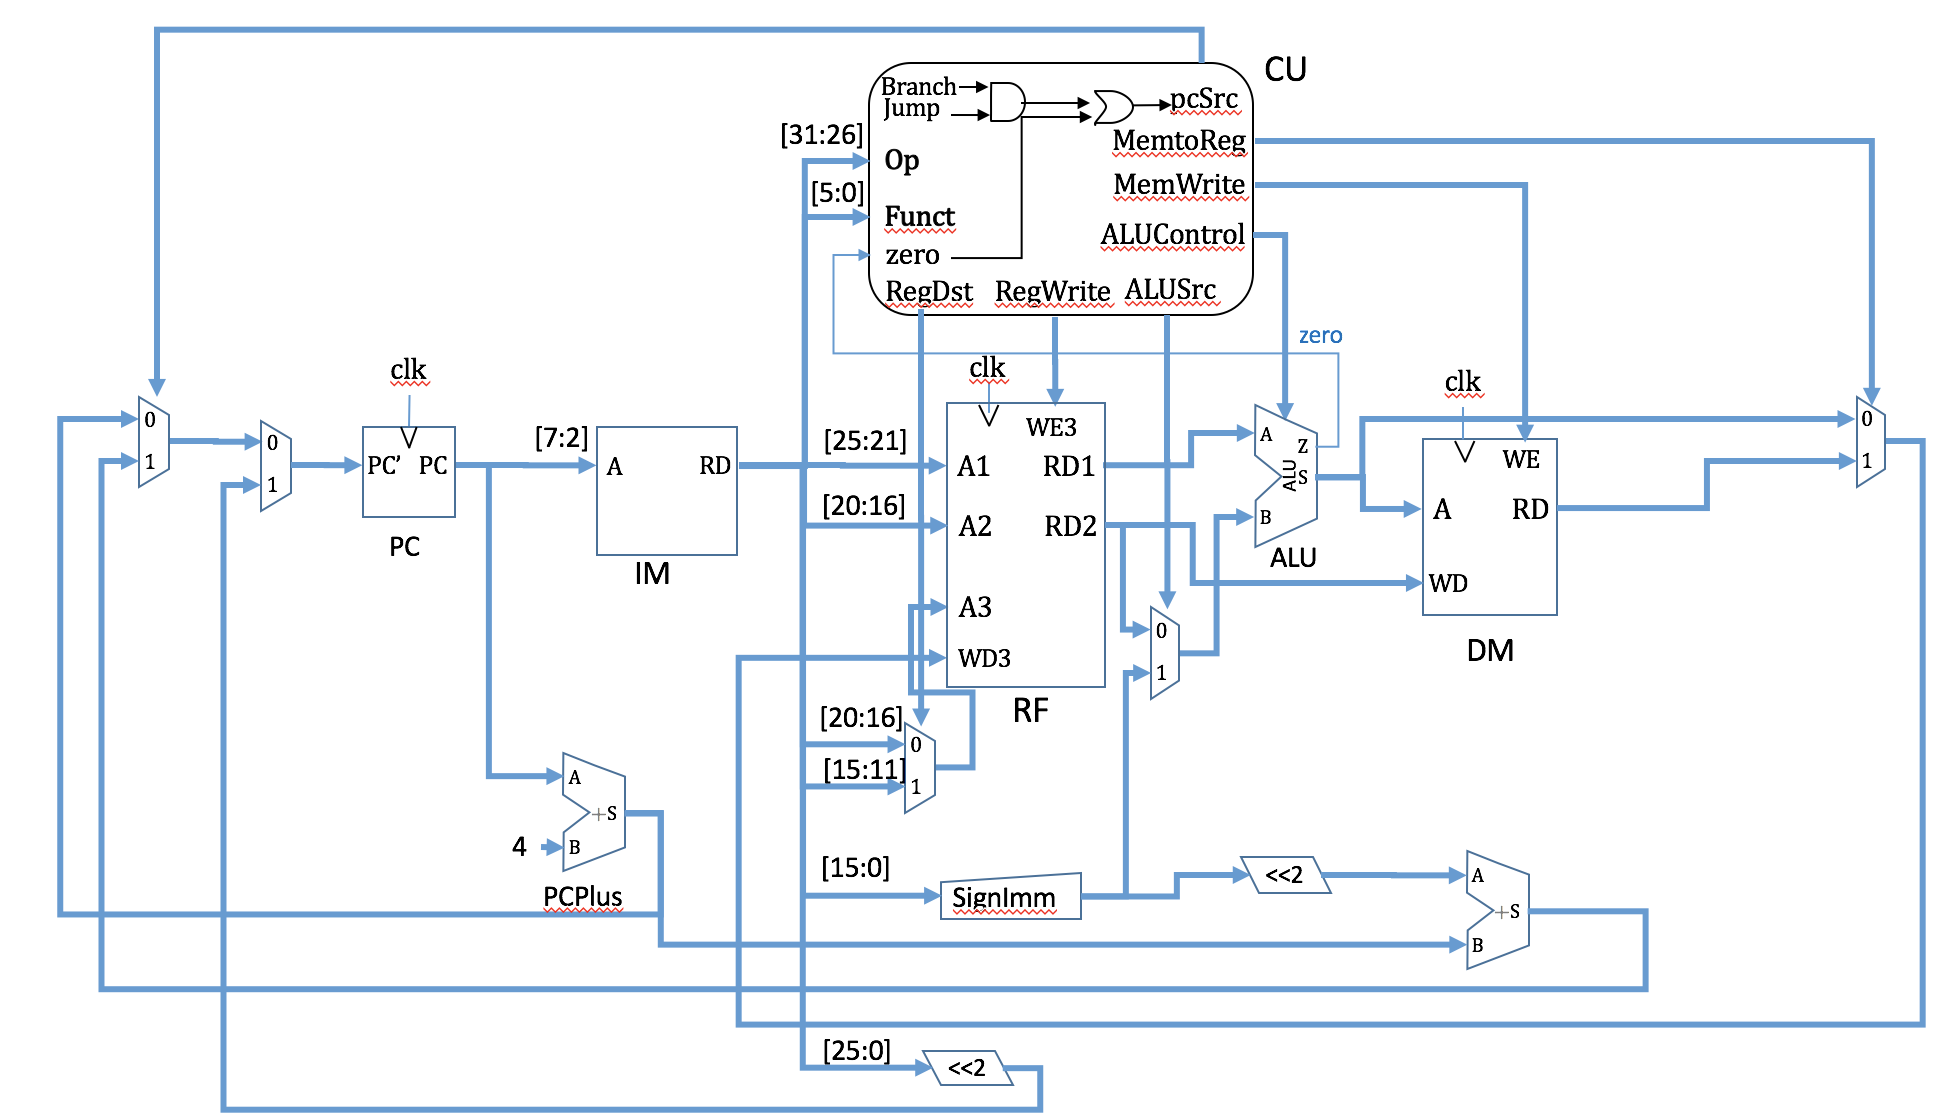 CU
Branch
Jump
pcSrc
[31:26]
MemtoReg
Op
MemWrite
[5:0]
Funct
ALUControl
zero
RegDst RegWrite ALUSrc
zero
clk
clk
clk
0
1
0
1
PC' PC
PC
[7:2]
A RD
IM
[25:21]
[20:16]
WE3
A1 RD1
A2 RD2
A3
WD3
RF
A
Z
S
ALU
B
ALU
WE
A RD
WD
DM
0
1
0
1
[20:16]
0
[15:11]
1
A
+S
4
B
PCPlus
[15:0]
SignImm
<<2
A
+S
B
[25:0]
<<2